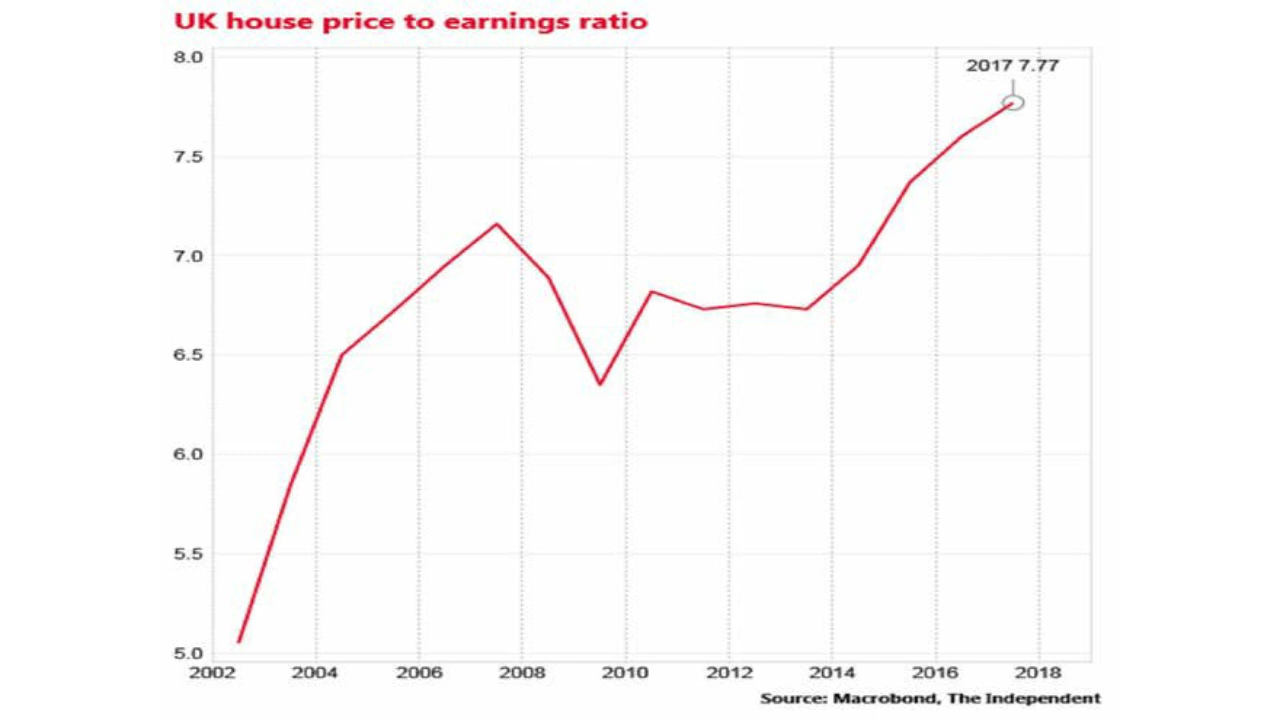 UK house price to earnings ratio
8.0
2017 7.77
7.5
7.0
6.5
6.0
5.5
5.0
2002 2004 2006 2008 2010 2012 2014 2016 2018
Source: Macrobond, The Independent